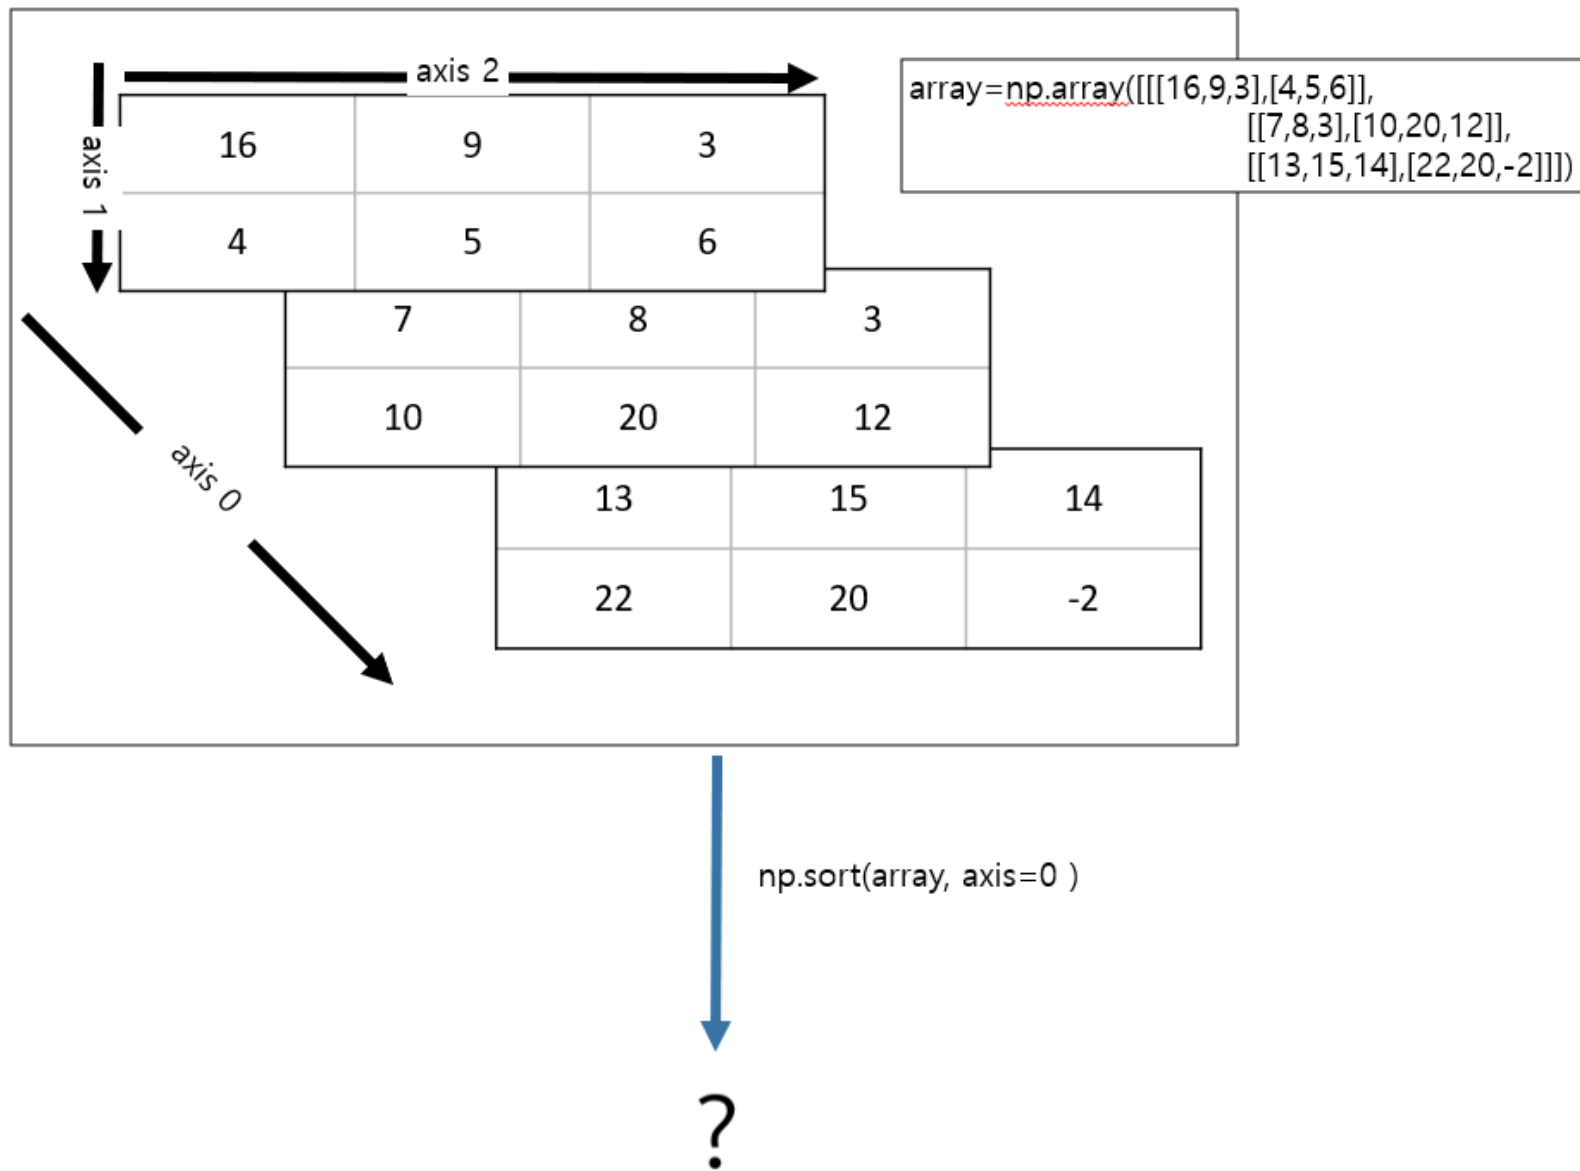 axis 2
array=np.array([[[16,9,3],[4,5,6]],
[[7,8,3],[10,20,12]],
[[13,15,14],[22,20,-2]]])
axis 1
16 9 3
4 5 6
7 8 3
10 20 12
axis 0
13 15 14
22 20 -2
np.sort(array, axis=0 )
?